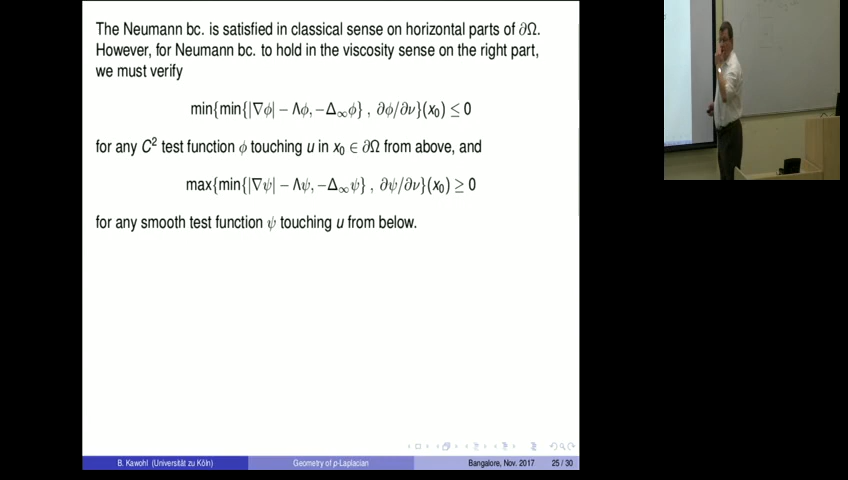 The Neumann bc. is satisfied in classical sense on horizontal parts of ∂Ω.
However, for Neumann bc. to hold in the viscosity sense on the right part,
we must verify
min{min{|∇ϕ| − Λϕ, −Δ∞ϕ} , ∂ϕ/∂ν}(x₀) ≤ 0
for any C² test function ϕ touching u in x₀ ∈ ∂Ω from above, and
max{min{|∇ψ| − Λψ, −Δ∞ψ} , ∂ψ/∂ν}(x₀) ≥ 0
for any smooth test function ψ touching u from below.
B. Kawohl (Universität zu Köln) Geometry of p-Laplacian Bangalore, Nov. 2017 25 / 30